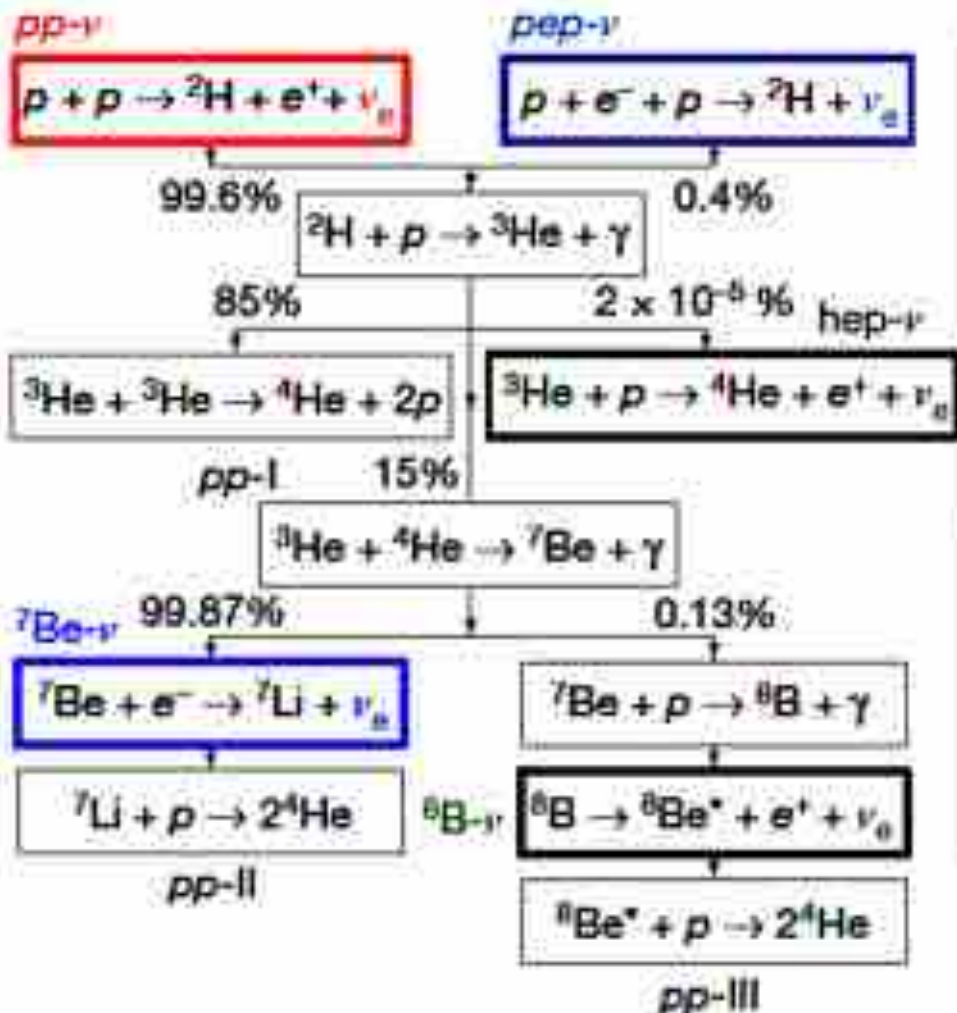 pp-ν
pep-ν
p + p → ²H + e⁺ + νₑ
p + e⁻ + p → ²H + νₑ
99.6%
0.4%
²H + p → ³He + γ
85%
2 x 10⁻⁵ %
hep-ν
³He + ³He → ⁴He + 2p
³He + p → ⁴He + e⁺ + νₑ
pp-I
15%
³He + ⁴He → ⁷Be + γ
⁷Be-ν
99.87%
0.13%
⁷Be + e⁻ → ⁷Li + νₑ
⁷Be + p → ⁸B + γ
⁷Li + p → 2⁴He
⁸B-ν
⁸B → ⁸Be* + e⁺ + νₑ
pp-II
⁸Be* + p → 2⁴He
pp-III